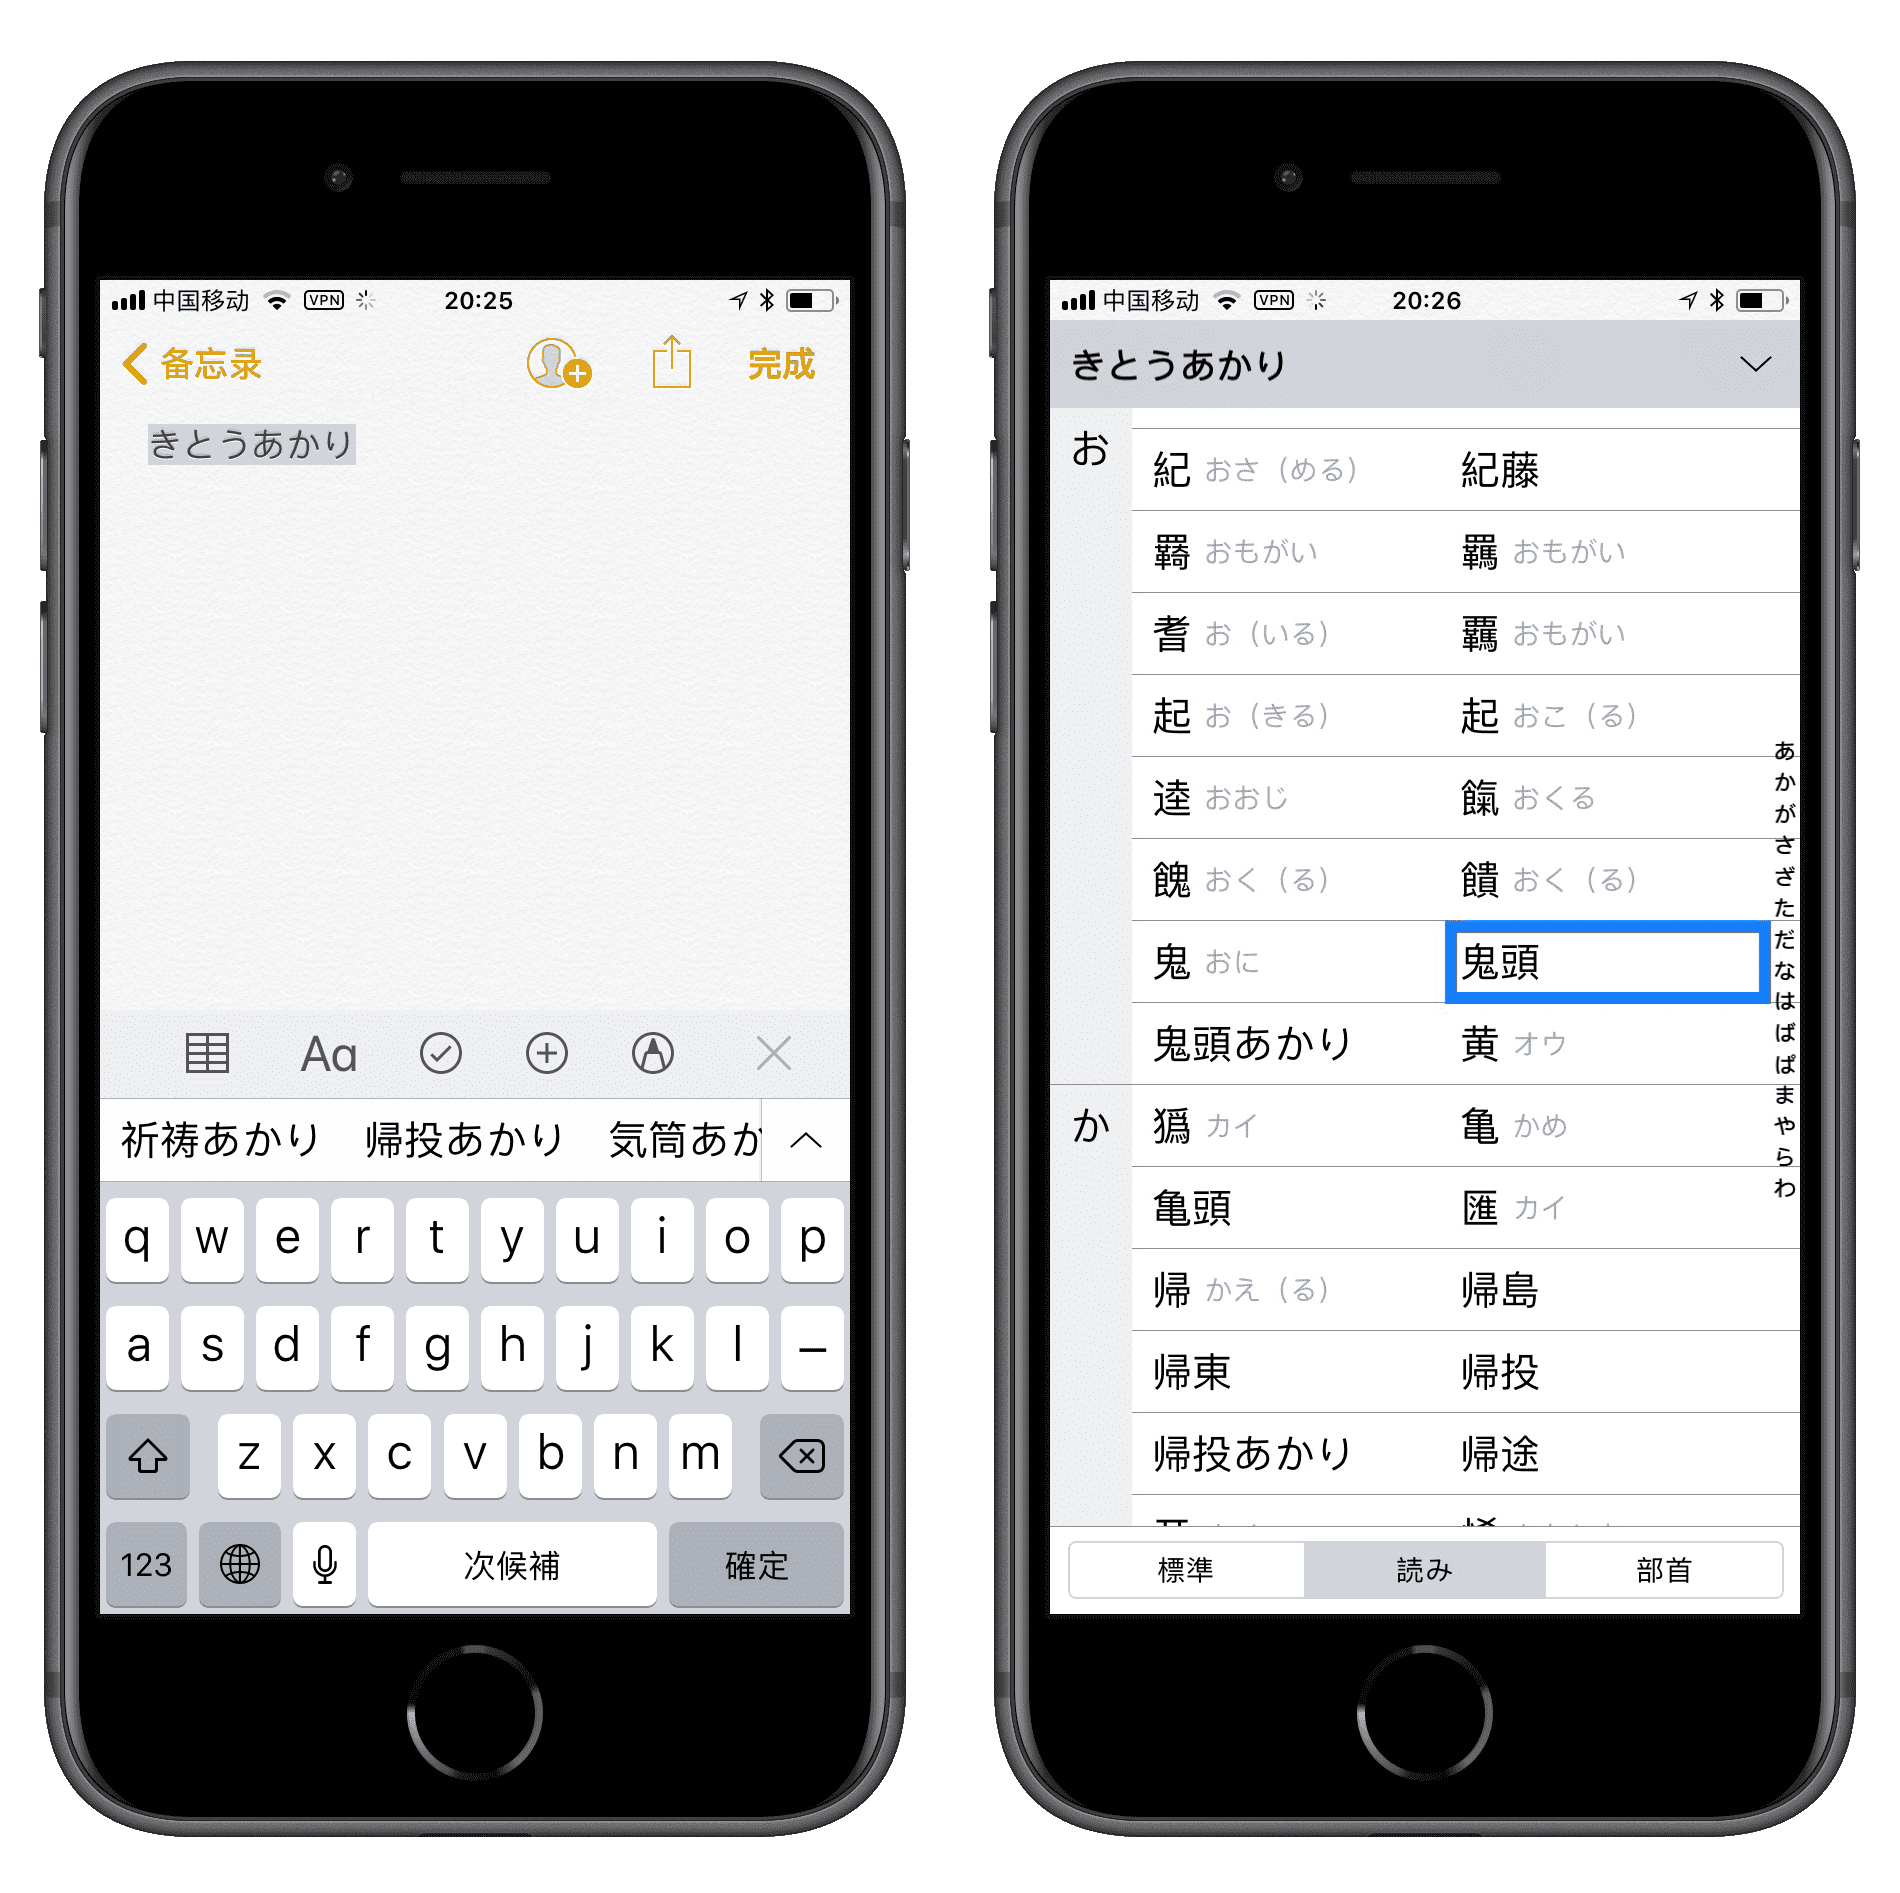 中国移动 VPN 20:25
备忘录 完成
きとうあかり
Aa
祈祷あかり 帰投あかり 気筒あか
q w e r t y u i o p
a s d f g h j k l –
z x c v b n m
123 次候補 確定
中国移动 VPN 20:26
きとうあかり
お
紀 おさ（める） 紀藤
羇 おもがい 羈 おもがい
耆 お（いる） 覊 おもがい
起 お（きる） 起 おこ（る）
逵 おおじ 餼 おくる
餽 おく（る） 饋 おく（る）
鬼 おに 鬼頭
鬼頭あかり 黄 オウ
か
獪 カイ 亀 かめ
亀頭 匯 カイ
帰 かえ（る） 帰島
帰東 帰投
帰投あかり 帰途
あ
か
が
さ
ざ
た
だ
な
は
ば
ぱ
ま
や
ら
わ
標準 読み 部首